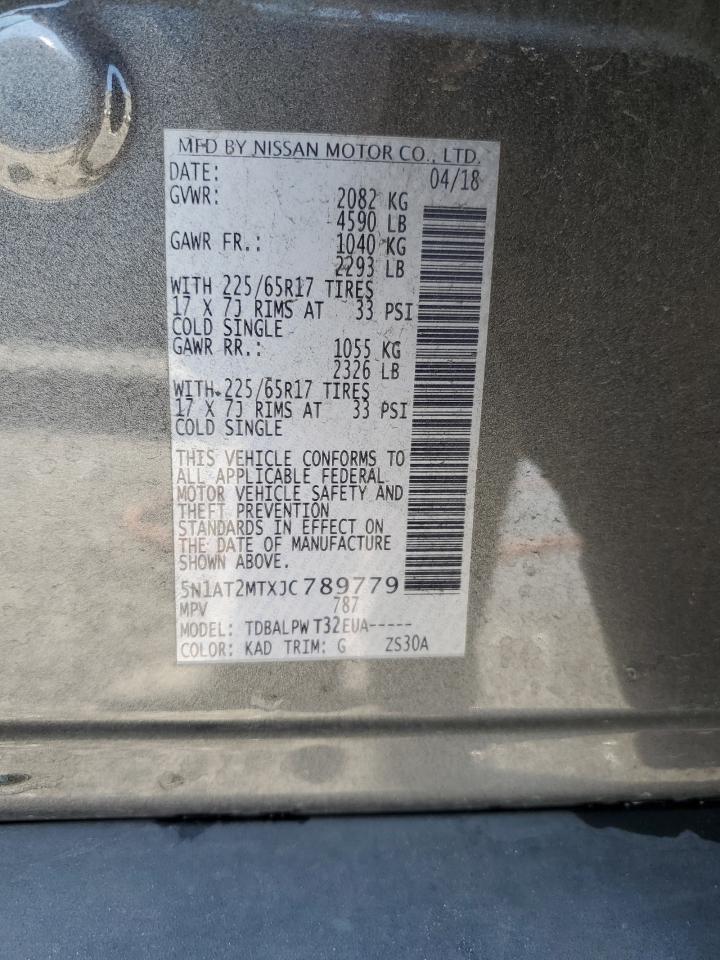 MFD BY NISSAN MOTOR CO., LTD.
DATE: 04/18
GVWR: 2082 KG
4590 LB
GAWR FR.: 1040 KG
2293 LB
WITH 225/65R17 TIRES
17 X 7J RIMS AT 33 PSI
COLD SINGLE
GAWR RR.: 1055 KG
2326 LB
WITH 225/65R17 TIRES
17 X 7J RIMS AT 33 PSI
COLD SINGLE
THIS VEHICLE CONFORMS TO
ALL APPLICABLE FEDERAL
MOTOR VEHICLE SAFETY AND
THEFT PREVENTION
STANDARDS IN EFFECT ON
THE DATE OF MANUFACTURE
SHOWN ABOVE.
5N1AT2MTXJC789779
MPV 787
MODEL: TDBALPW T32EUA-----
COLOR: KAD TRIM: G ZS30A